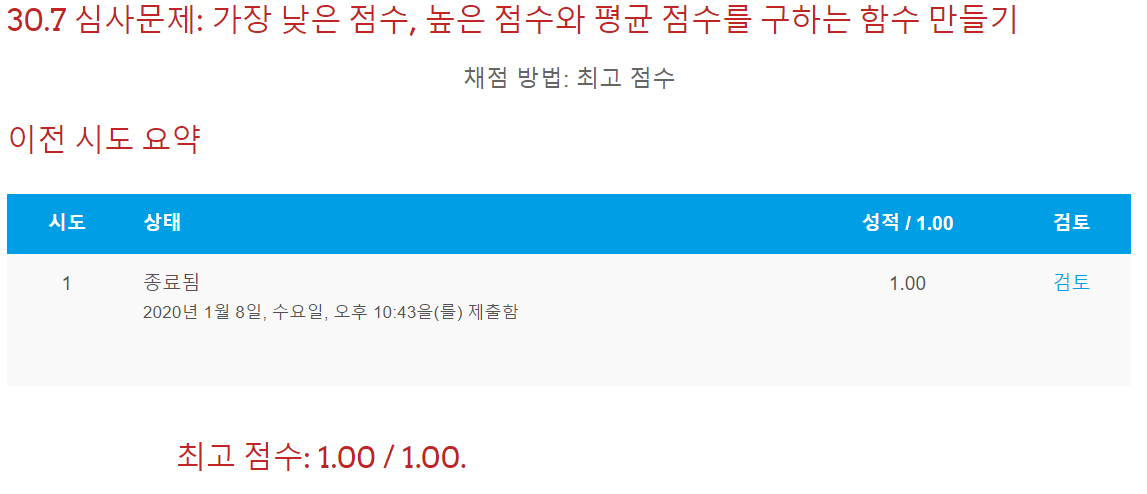 30.7 심사문제: 가장 낮은 점수, 높은 점수와 평균 점수를 구하는 함수 만들기
채점 방법: 최고 점수
이전 시도 요약
시도 상태 성적 / 1.00 검토
1 종료됨 1.00 검토
2020년 1월 8일, 수요일, 오후 10:43을(를) 제출함
최고 점수: 1.00 / 1.00.